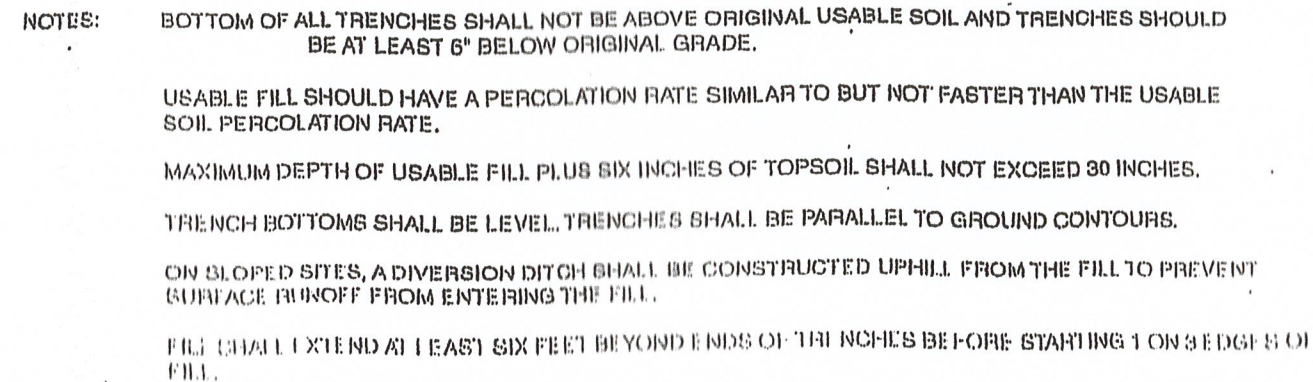 NOTES: BOTTOM OF ALL TRENCHES SHALL NOT BE ABOVE ORIGINAL USABLE SOIL AND TRENCHES SHOULD
BE AT LEAST 6" BELOW ORIGINAL GRADE.
USABLE FILL SHOULD HAVE A PERCOLATION RATE SIMILAR TO BUT NOT FASTER THAN THE USABLE
SOIL PERCOLATION RATE.
MAXIMUM DEPTH OF USABLE FILL PLUS SIX INCHES OF TOPSOIL SHALL NOT EXCEED 30 INCHES.
TRENCH BOTTOMS SHALL BE LEVEL. TRENCHES SHALL BE PARALLEL TO GROUND CONTOURS.
ON SLOPED SITES, A DIVERSION DITCH SHALL BE CONSTRUCTED UPHILL FROM THE FILL TO PREVENT
SURFACE RUNOFF FROM ENTERING THE FILL.
FILL SHALL EXTEND AT LEAST SIX FEET BEYOND ENDS OF TRENCHES BEFORE STARTING 1 ON 3 EDGES OF
FILL.